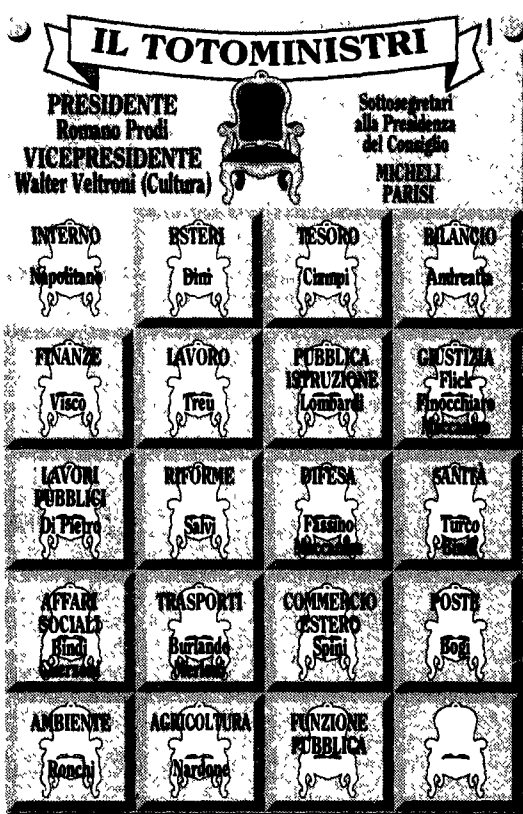 IL TOTOMINISTRI
PRESIDENTE
Romano Prodi
VICEPRESIDENTE
Walter Veltroni (Cultura)
Sottosegretari
alla Presidenza
del Consiglio
MICHELI
PARISI
INTERNO
Napolitano
ESTERI
Dini
TESORO
Ciampi
BILANCIO
Andreatta
FINANZE
Visco
LAVORO
Treu
PUBBLICA
ISTRUZIONE
Lombardi
GIUSTIZIA
Flick
Finocchiaro
Maccanico
LAVORI
PUBBLICI
Di Pietro
RIFORME
Salvi
DIFESA
Fassino
Maccanico
SANITÀ
Turco
Bindi
AFFARI
SOCIALI
Bindi
TRASPORTI
Burlando
COMMERCIO
ESTERO
Spini
POSTE
Bogi
AMBIENTE
Ronchi
AGRICOLTURA
Nardone
FUNZIONE
PUBBLICA